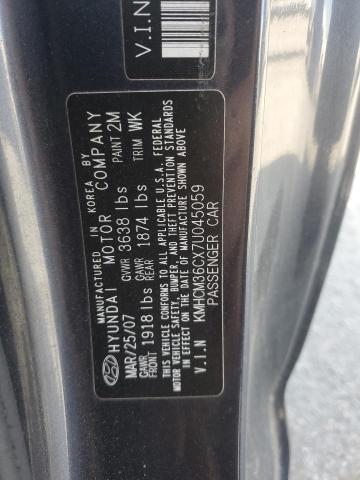 V.I.N
MANUFACTURED IN KOREA BY
HYUNDAI MOTOR COMPANY
MAR/25/07 GVWR 3638 lbs PAINT 2M
GAWR FRONT 1918 lbs GAWR REAR 1874 lbs TRIM WK
THIS VEHICLE CONFORMS TO ALL APPLICABLE U.S.A. FEDERAL
MOTOR VEHICLE SAFETY, BUMPER, AND THEFT PREVENTION STANDARDS
IN EFFECT ON THE DATE OF MANUFACTURE SHOWN ABOVE.
V.I.N KMHCM36CX7U045059
PASSENGER CAR